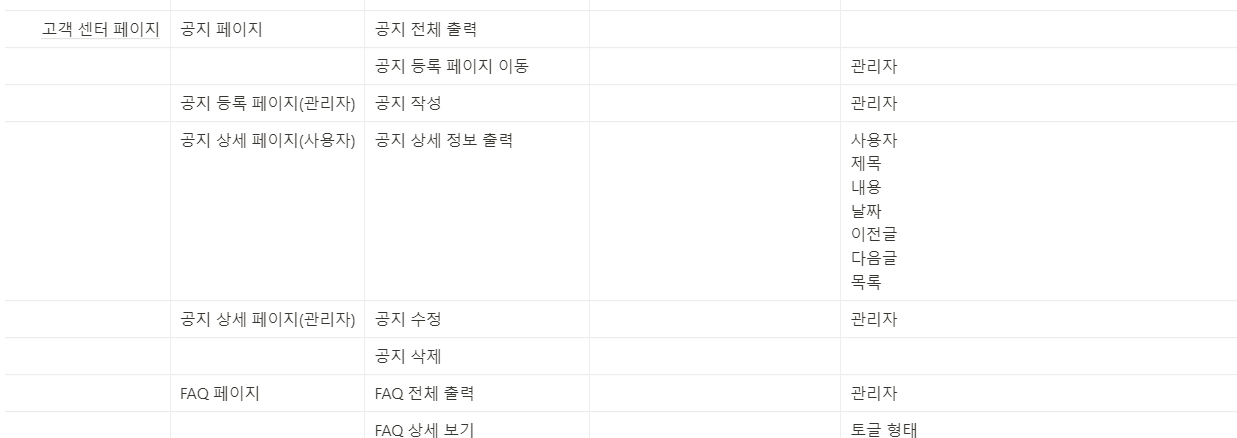 고객 센터 페이지 공지 페이지 공지 전체 출력
공지 등록 페이지 이동 관리자
공지 등록 페이지(관리자) 공지 작성 관리자
공지 상세 페이지(사용자) 공지 상세 정보 출력 사용자
제목
내용
날짜
이전글
다음글
목록
공지 상세 페이지(관리자) 공지 수정 관리자
공지 삭제
FAQ 페이지 FAQ 전체 출력 관리자
FAQ 상세 보기 토글 형태